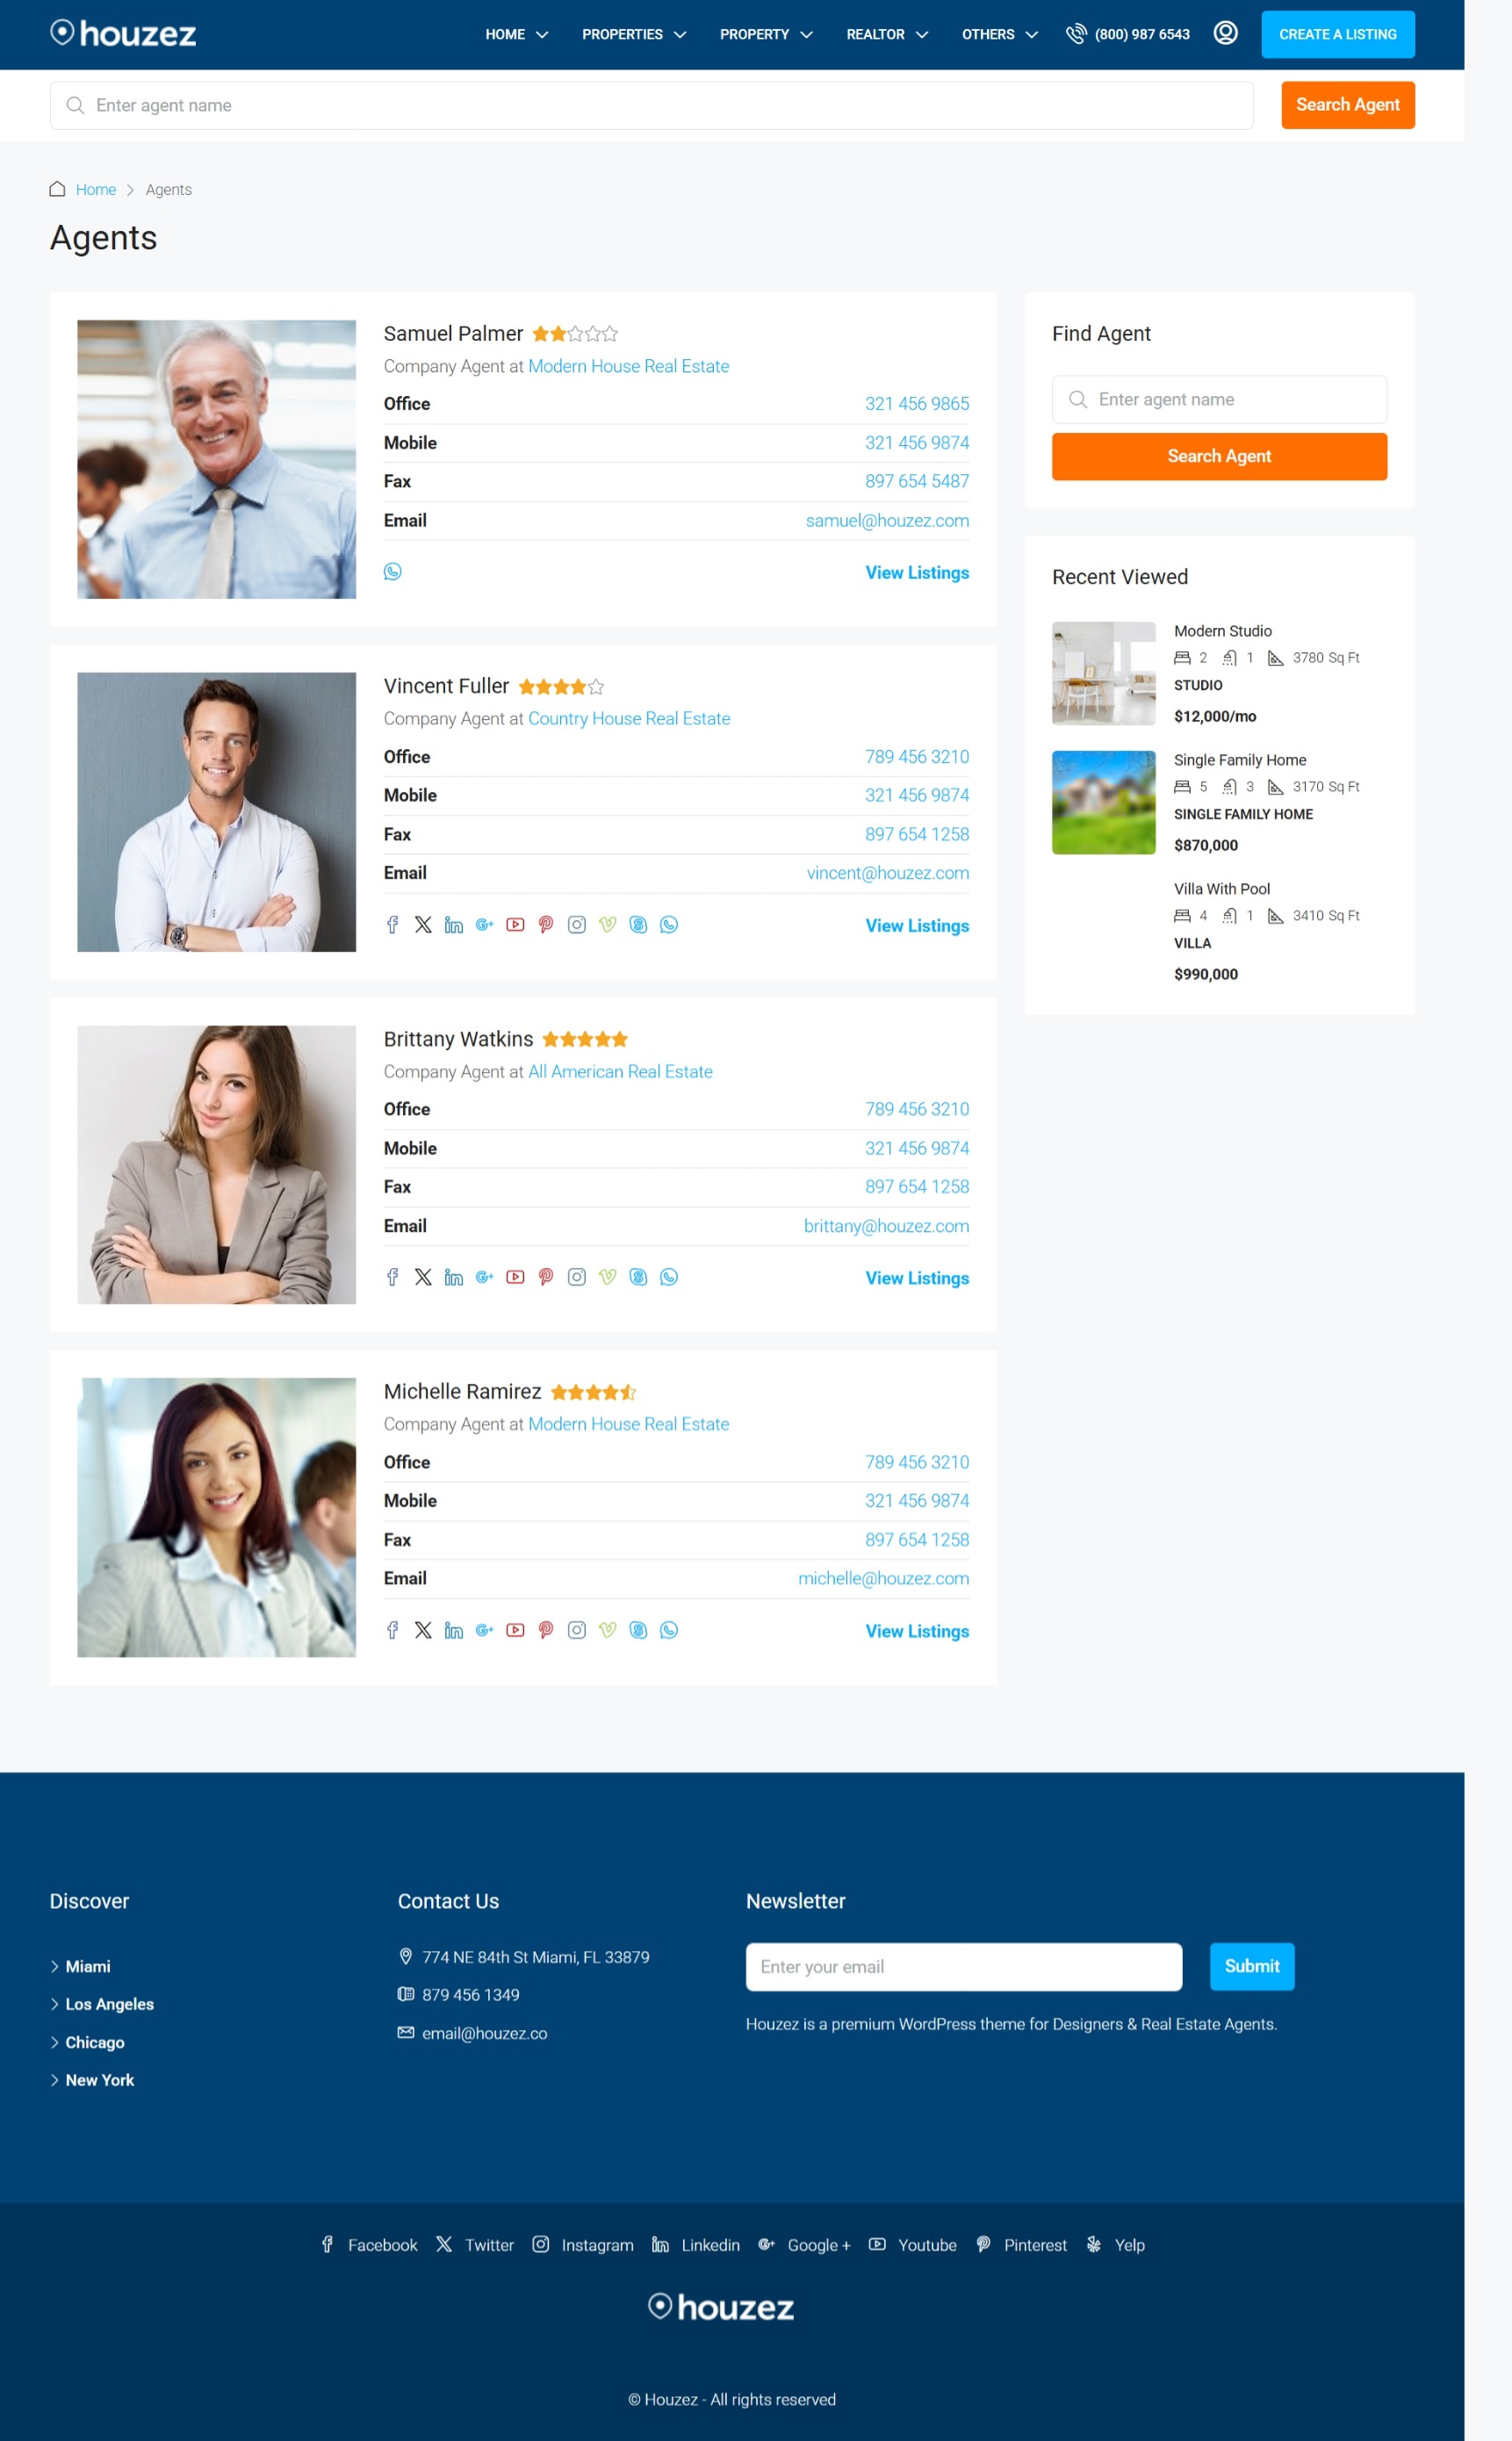 houzez
HOME PROPERTIES PROPERTY REALTOR OTHERS (800) 987 6543 CREATE A LISTING
Enter agent name Search Agent
Home Agents
Agents
Samuel Palmer
Company Agent at Modern House Real Estate
Office 321 456 9865
Mobile 321 456 9874
Fax 897 654 5487
Email samuel@houzez.com
View Listings
Vincent Fuller
Company Agent at Country House Real Estate
Office 789 456 3210
Mobile 321 456 9874
Fax 897 654 1258
Email vincent@houzez.com
View Listings
Brittany Watkins
Company Agent at All American Real Estate
Office 789 456 3210
Mobile 321 456 9874
Fax 897 654 1258
Email brittany@houzez.com
View Listings
Michelle Ramirez
Company Agent at Modern House Real Estate
Office 789 456 3210
Mobile 321 456 9874
Fax 897 654 1258
Email michelle@houzez.com
View Listings
Find Agent
Enter agent name
Search Agent
Recent Viewed
Modern Studio
2 1 3780 Sq Ft
STUDIO
$12,000/mo
Single Family Home
5 3 3170 Sq Ft
SINGLE FAMILY HOME
$870,000
Villa With Pool
4 1 3410 Sq Ft
VILLA
$990,000
Discover
Miami
Los Angeles
Chicago
New York
Contact Us
774 NE 84th St Miami, FL 33879
879 456 1349
email@houzez.co
Newsletter
Enter your email Submit
Houzez is a premium WordPress theme for Designers & Real Estate Agents.
Facebook Twitter Instagram Linkedin Google + Youtube Pinterest Yelp
houzez
© Houzez - All rights reserved